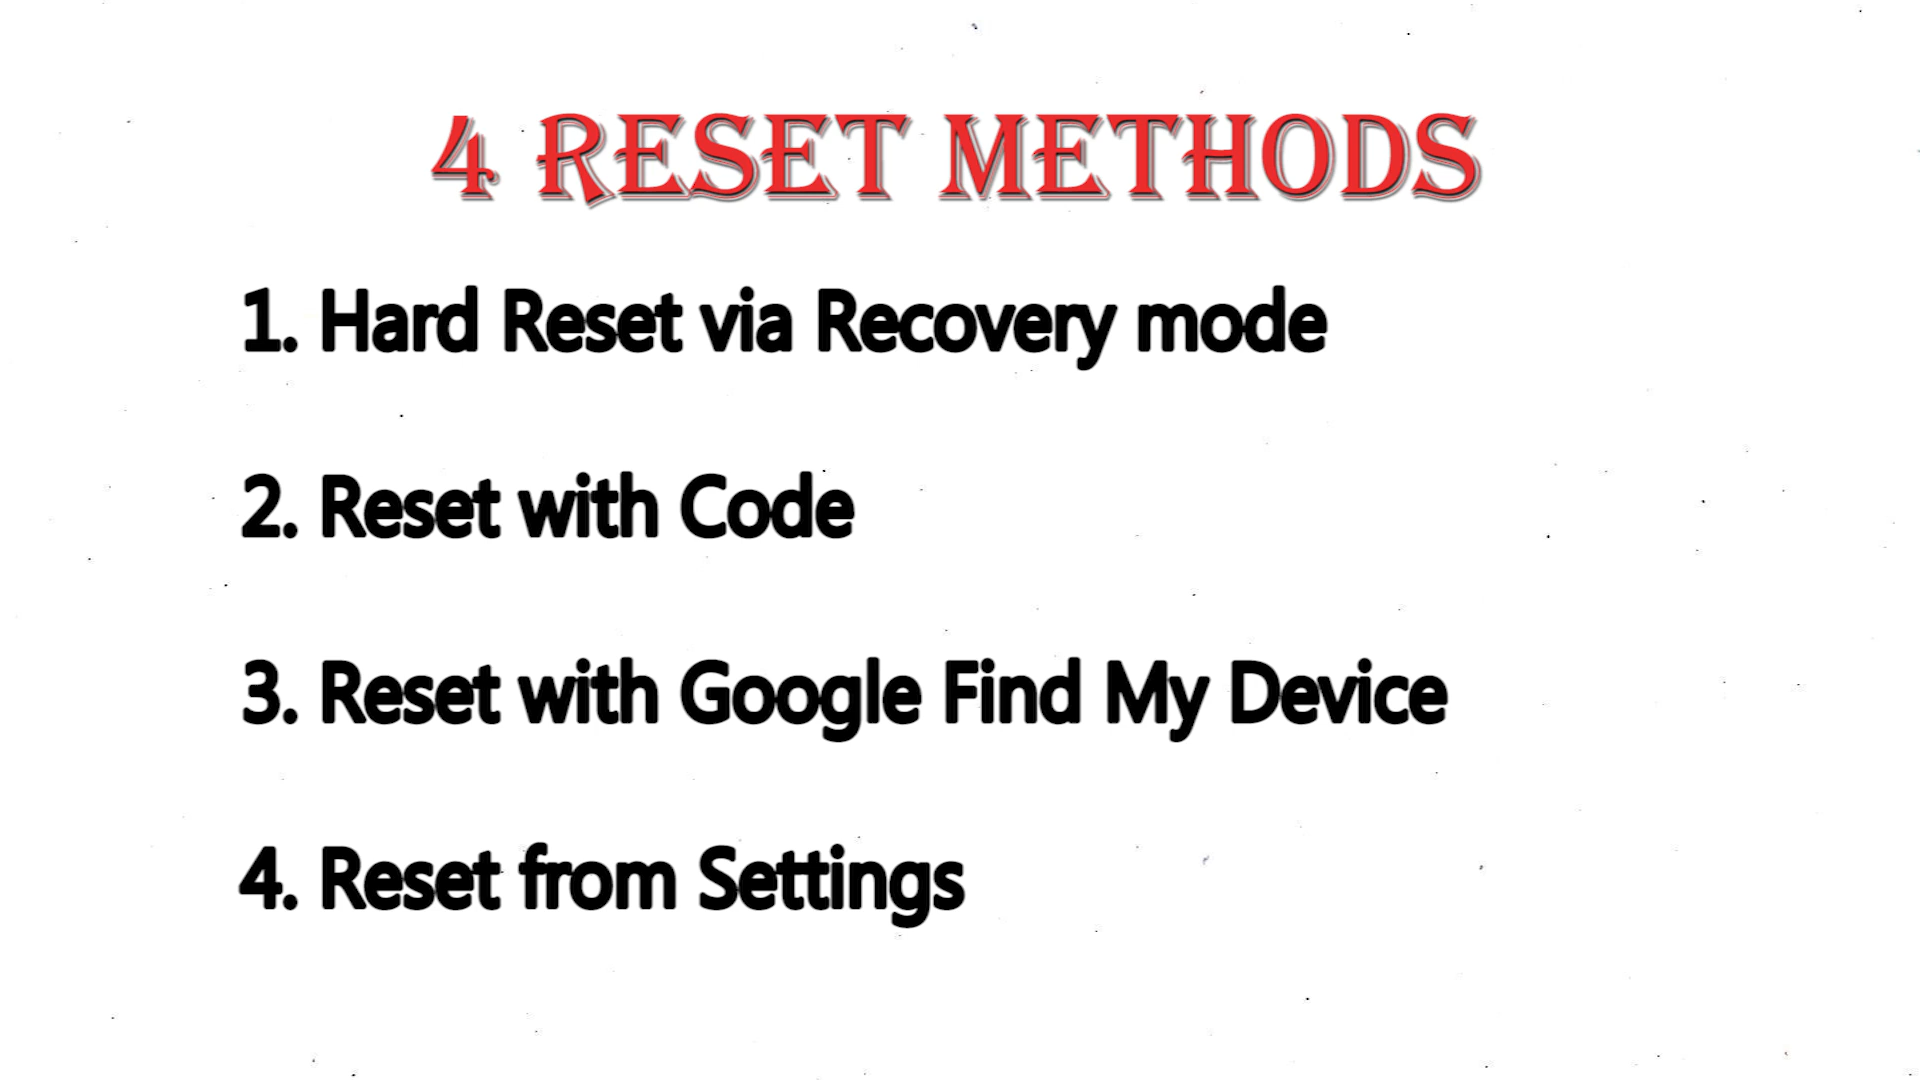 4 RESET METHODS
1. Hard Reset via Recovery mode
2. Reset with Code
3. Reset with Google Find My Device
4. Reset from Settings